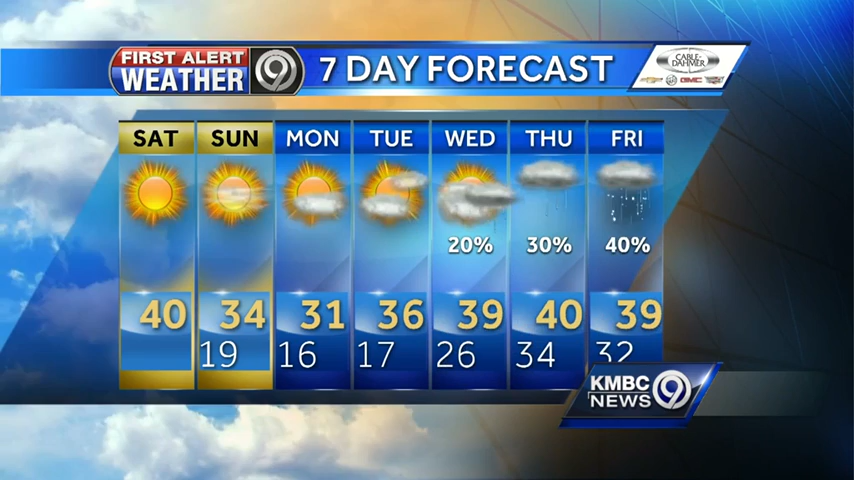 FIRST ALERT
WEATHER 9
7 DAY FORECAST
CABLE-
DAHMER
GMC
SAT SUN MON TUE WED THU FRI
20% 30% 40%
40 34 31 36 39 40 39
19 16 17 26 34 32
KMBC
NEWS 9